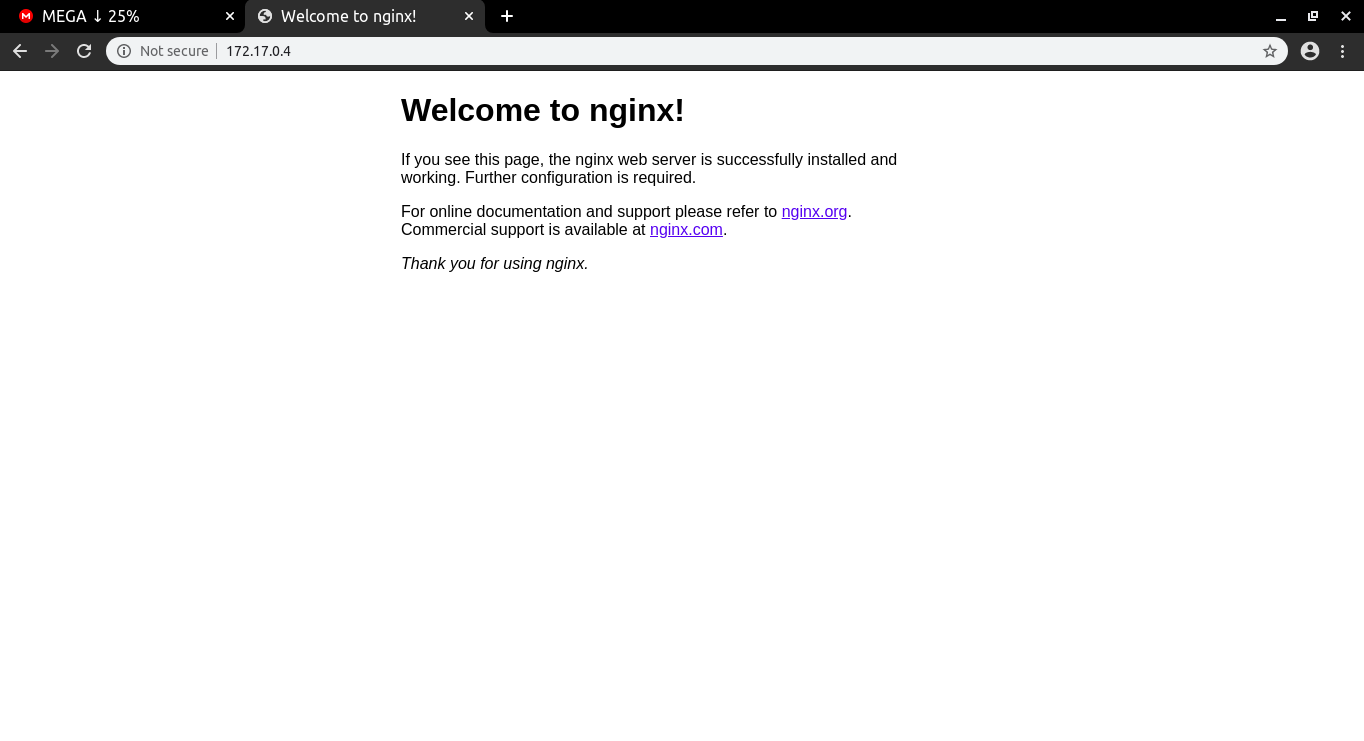 MEGA ↓ 25%
Welcome to nginx!
Not secure
172.17.0.4
Welcome to nginx!
If you see this page, the nginx web server is successfully installed and
working. Further configuration is required.
For online documentation and support please refer to nginx.org.
Commercial support is available at nginx.com.
Thank you for using nginx.